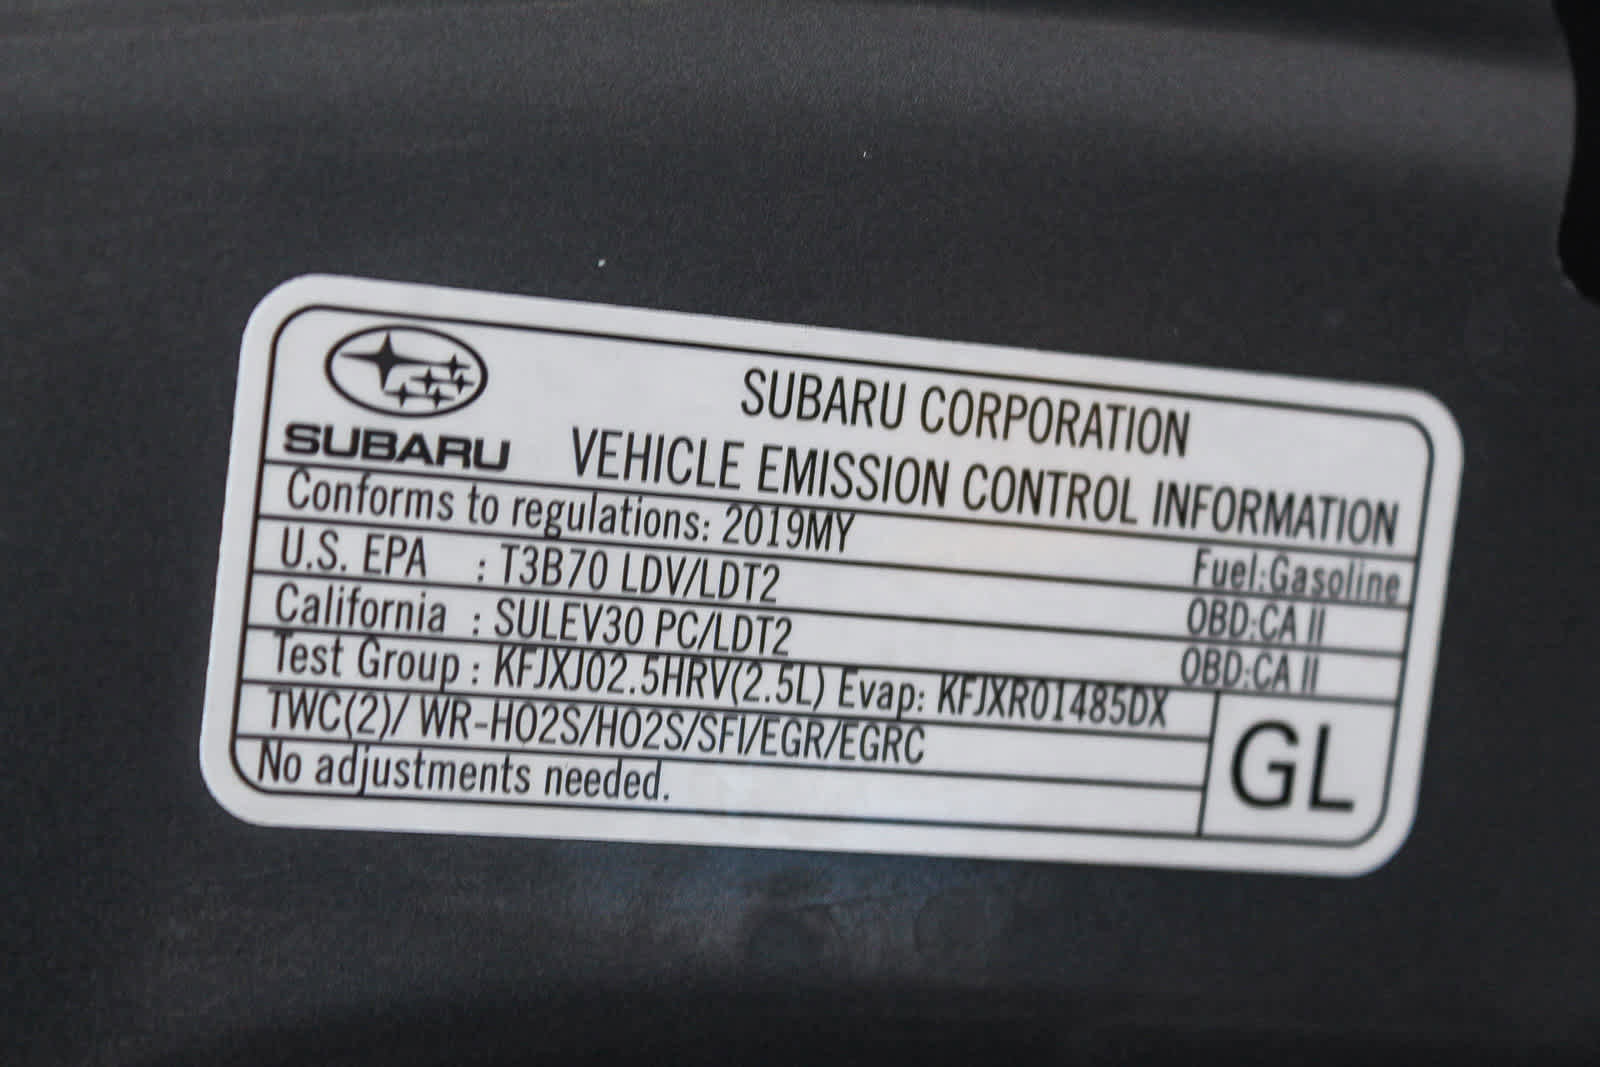 SUBARU CORPORATION
SUBARU VEHICLE EMISSION CONTROL INFORMATION
Conforms to regulations: 2019MY Fuel:Gasoline
U.S. EPA : T3B70 LDV/LDT2 OBD:CA II
California : SULEV30 PC/LDT2 OBD:CA II
Test Group : KFJXJ02.5HRV(2.5L) Evap: KFJXR01485DX
TWC(2)/ WR-HO2S/HO2S/SFI/EGR/EGRC
GL
No adjustments needed.